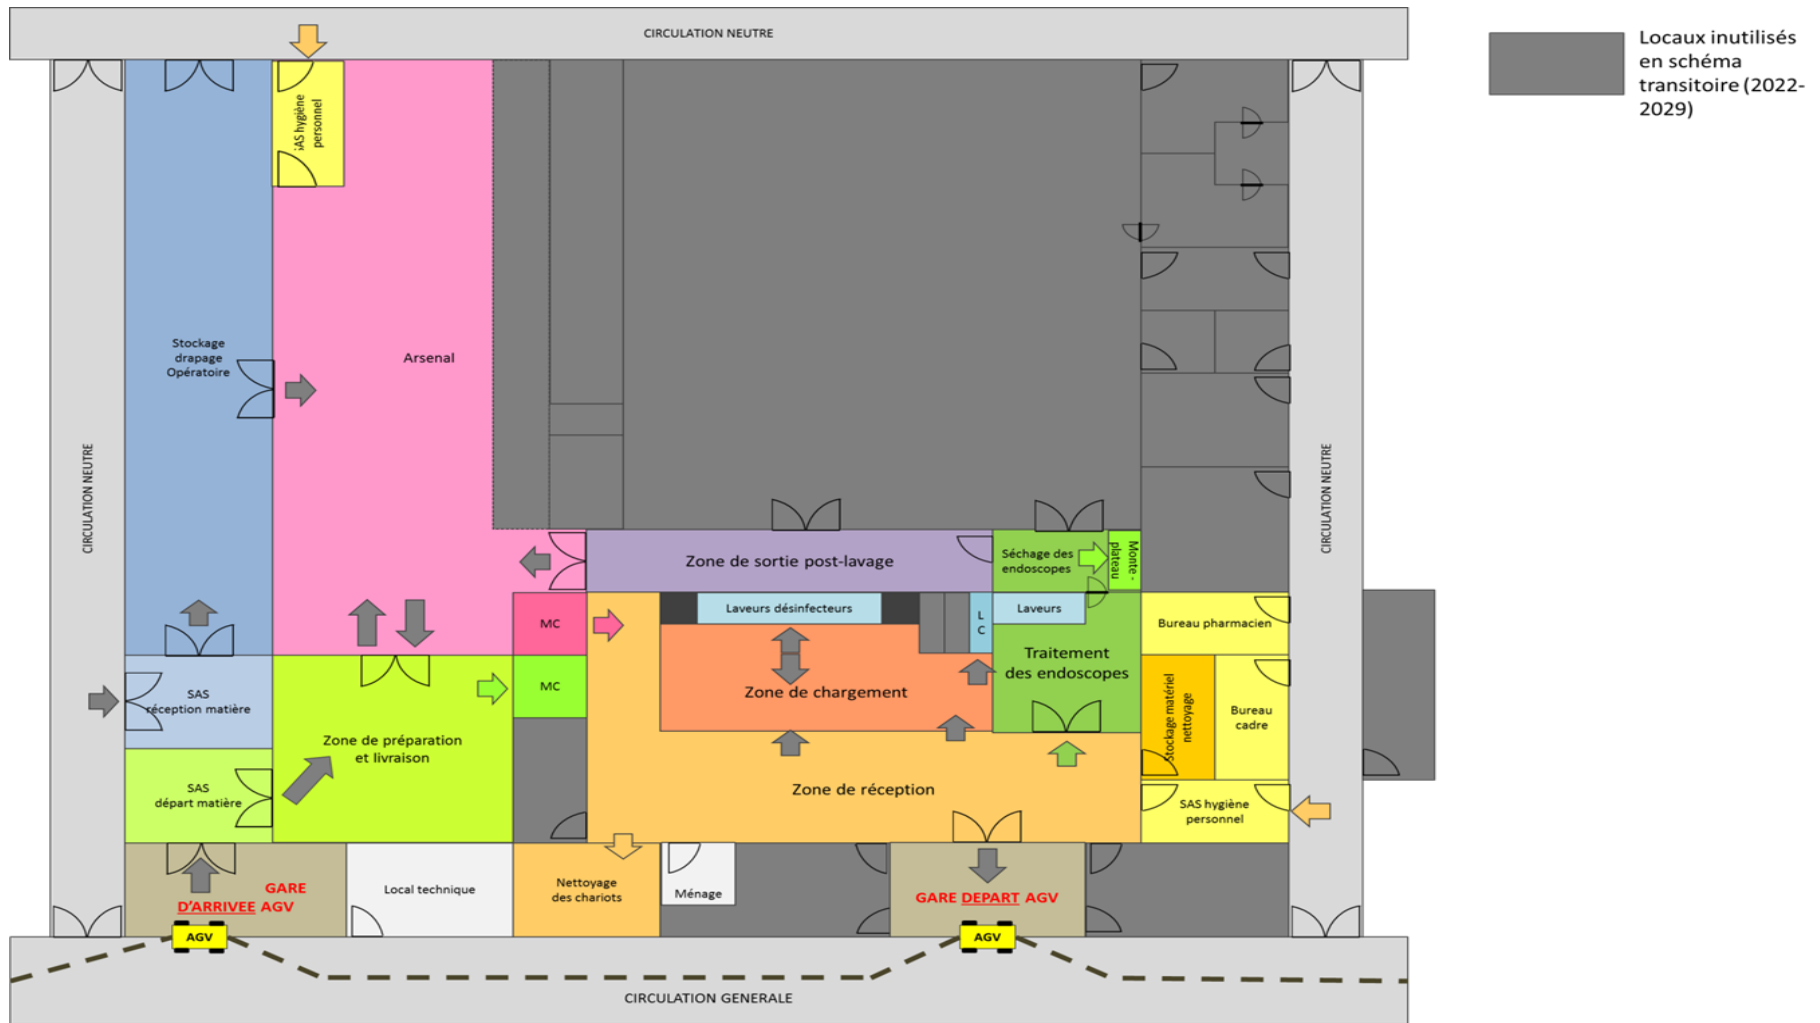 CIRCULATION NEUTRE
Locaux inutilisés
en schéma
transitoire (2022-
2029)
SAS hygiène
personnel
Stockage
drapage
Opératoire
Arsenal
CIRCULATION NEUTRE
CIRCULATION NEUTRE
Zone de sortie post-lavage
Séchage des
endoscopes
Monte -
plateau
Laveurs désinfecteurs
L
C
Laveurs
MC
Bureau pharmacien
Traitement
des endoscopes
MC
Zone de chargement
SAS
réception matière
Stockage matériel
nettoyage
Bureau
cadre
Zone de préparation
et livraison
SAS
départ matière
Zone de réception
SAS hygiène
personnel
GARE
D'ARRIVEE AGV
Local technique
Nettoyage
des chariots
Ménage
GARE DEPART AGV
AGV
AGV
CIRCULATION GENERALE